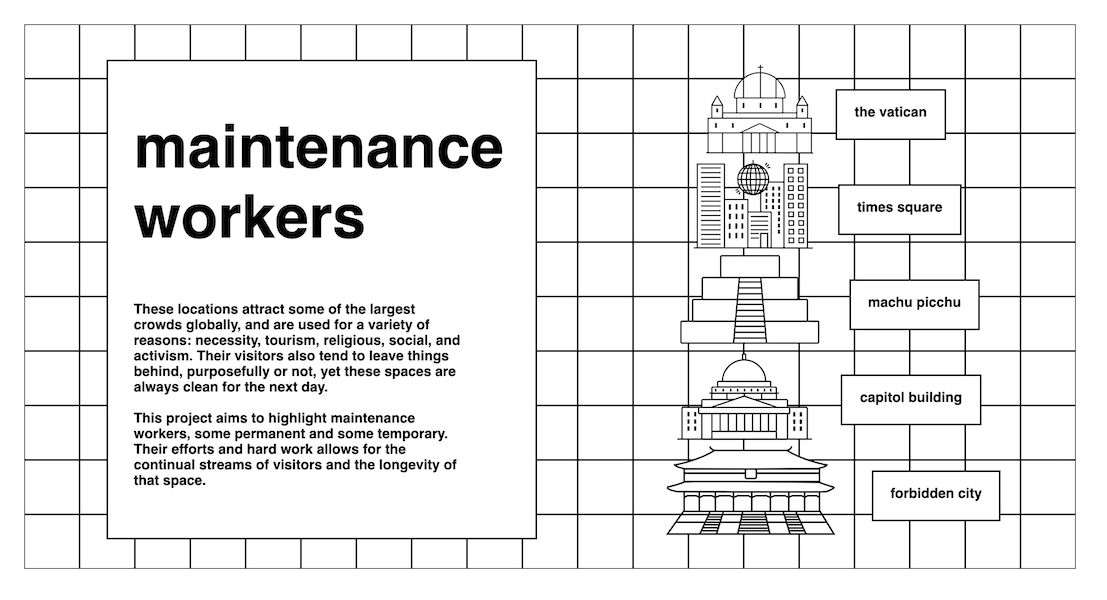 maintenance
workers
These locations attract some of the largest
crowds globally, and are used for a variety of
reasons: necessity, tourism, religious, social, and
activism. Their visitors also tend to leave things
behind, purposefully or not, yet these spaces are
always clean for the next day.
This project aims to highlight maintenance
workers, some permanent and some temporary.
Their efforts and hard work allows for the
continual streams of visitors and the longevity of
that space.
the vatican
times square
machu picchu
capitol building
forbidden city